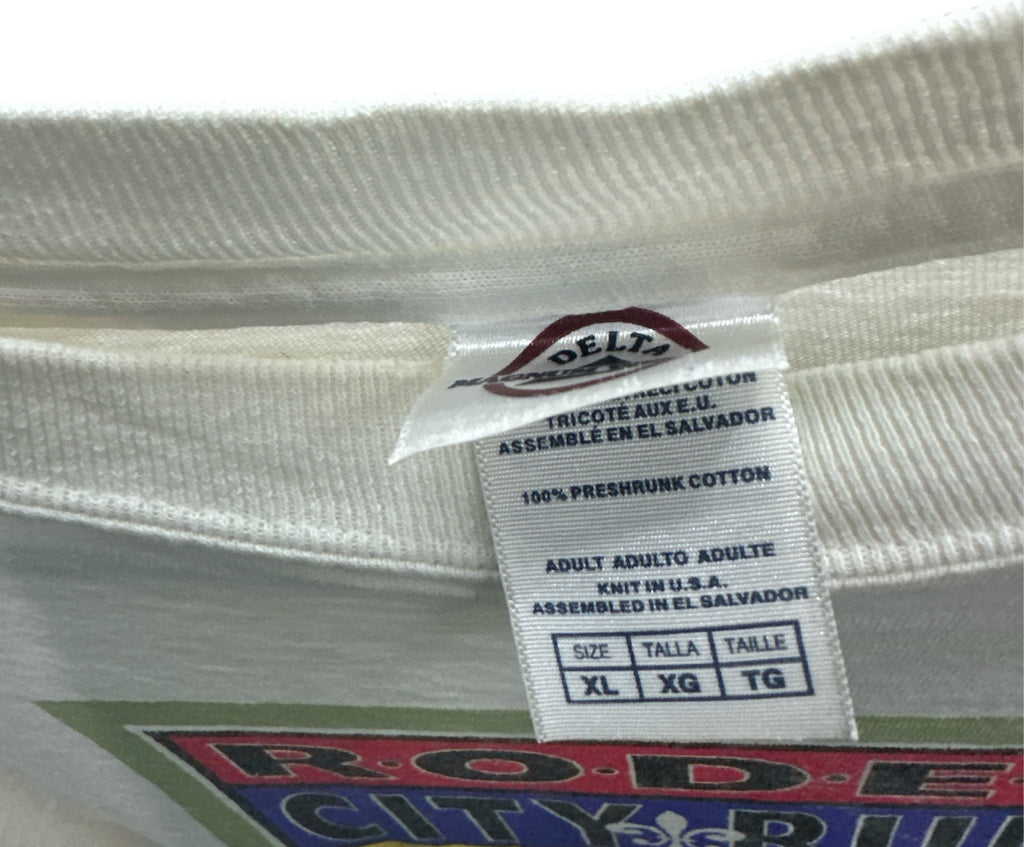 DELTA
TRICOTÉ AUX E.U.
ASSEMBLÉ EN EL SALVADOR
100% PRESHRUNK COTTON
ADULT ADULTO ADULTE
KNIT IN U.S.A.
ASSEMBLED IN EL SALVADOR
SIZE TALLA TAILLE
XL XG TG
R·O·D·E
CITY